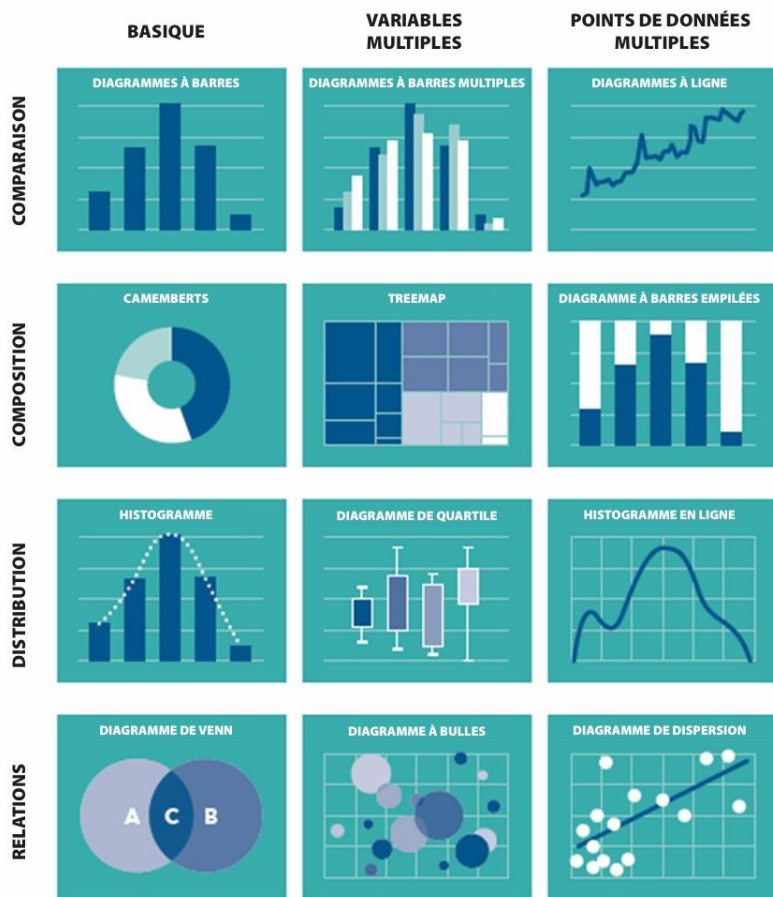 BASIQUE
VARIABLES
MULTIPLES
POINTS DE DONNÉES
MULTIPLES
COMPARAISON
DIAGRAMMES À BARRES
DIAGRAMMES À BARRES MULTIPLES
DIAGRAMMES À LIGNE
COMPOSITION
CAMEMBERTS
TREEMAP
DIAGRAMME À BARRES EMPILÉES
DISTRIBUTION
HISTOGRAMME
DIAGRAMME DE QUARTILE
HISTOGRAMME EN LIGNE
RELATIONS
DIAGRAMME DE VENN
A C B
DIAGRAMME À BULLES
DIAGRAMME DE DISPERSION